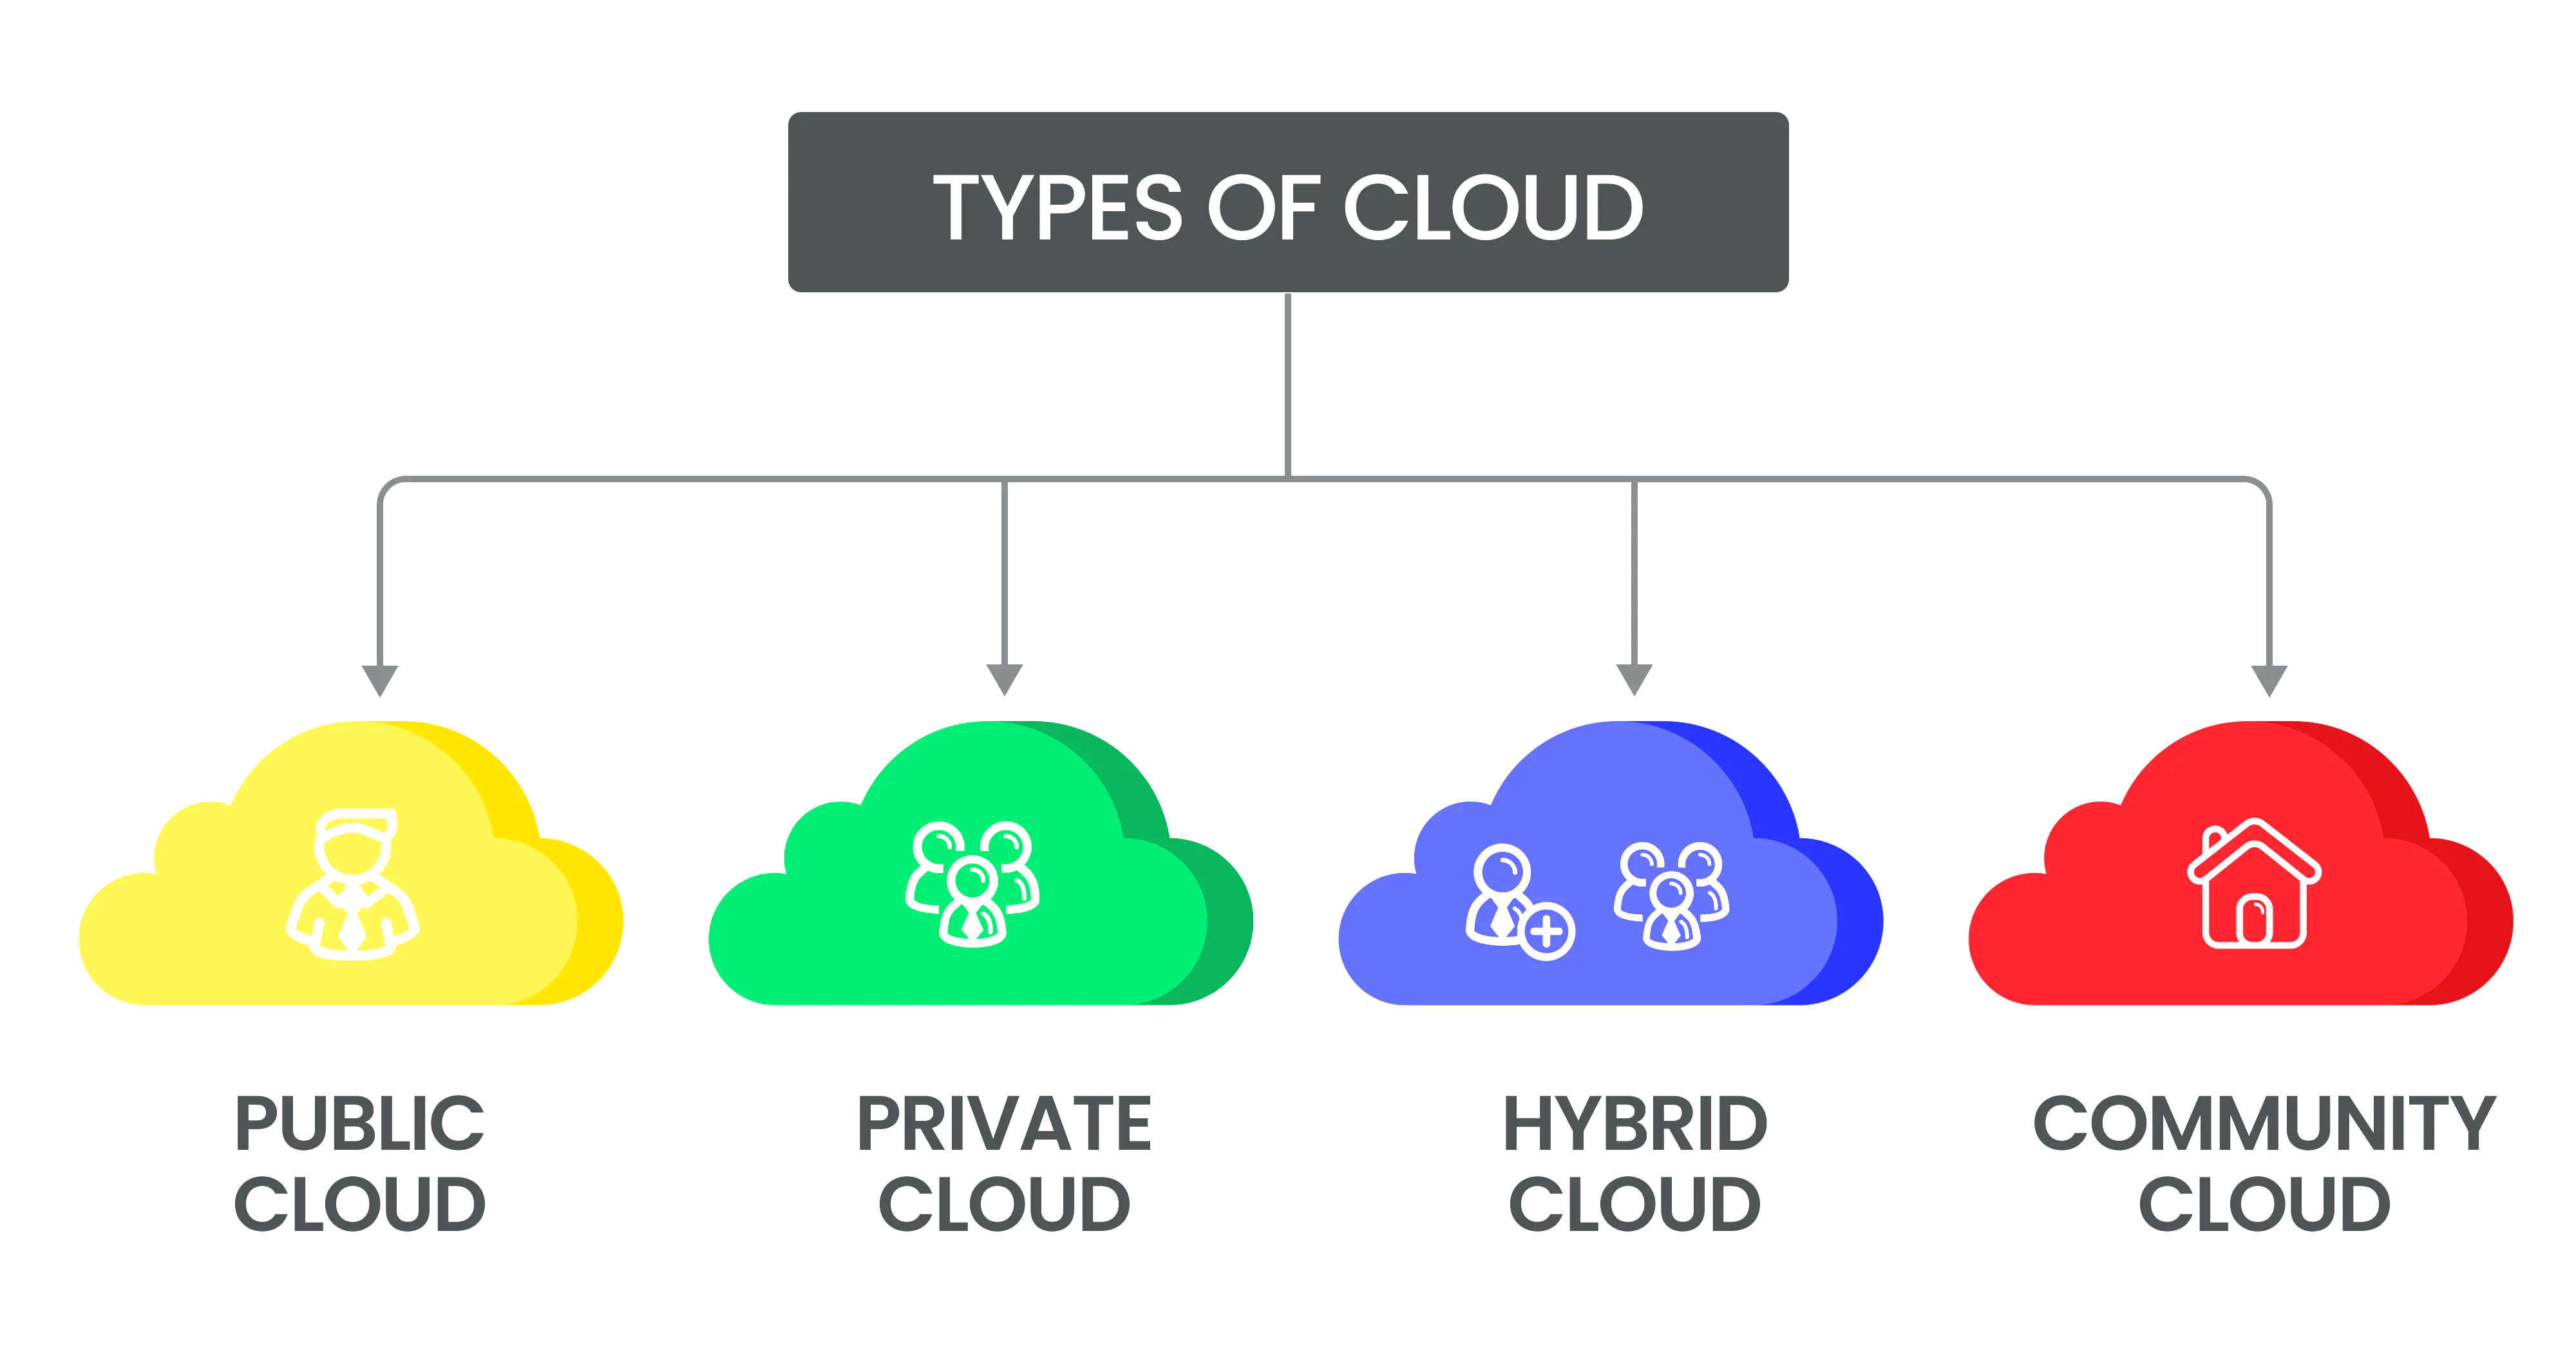 TYPES OF CLOUD
PUBLIC
CLOUD
PRIVATE
CLOUD
HYBRID
CLOUD
COMMUNITY
CLOUD